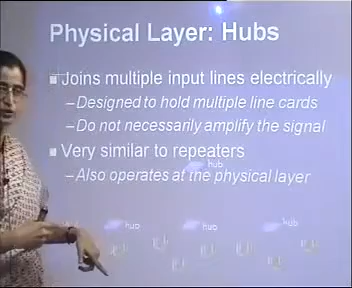 Physical Layer: Hubs
Joins multiple input lines electrically
–Designed to hold multiple line cards
–Do not necessarily amplify the signal
Very similar to repeaters
hub
–Also operates at the physical layer
hub
hub
hub